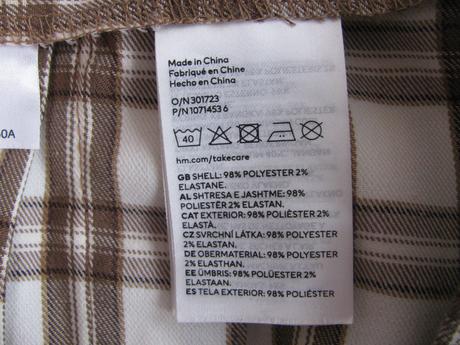 Made in China
Fabriqué en Chine
Hecho en China
O/N 301723
P/N 1071453 6
40
hm.com/takecare
GB SHELL: 98% POLYESTER 2%
ELASTANE.
AL SHTRESA E JASHTME: 98%
POLIESTËR 2% ELASTAN.
CAT EXTERIOR: 98% POLIÈSTER 2%
ELASTÀ.
CZ SVRCHNÍ LÁTKA: 98% POLYESTER
2% ELASTAN.
DE OBERMATERIAL: 98% POLYESTER
2% ELASTHAN.
EE ÜMBRIS: 98% POLÜESTER 2%
ELASTAAN.
ES TELA EXTERIOR: 98% POLIÉSTER
60A